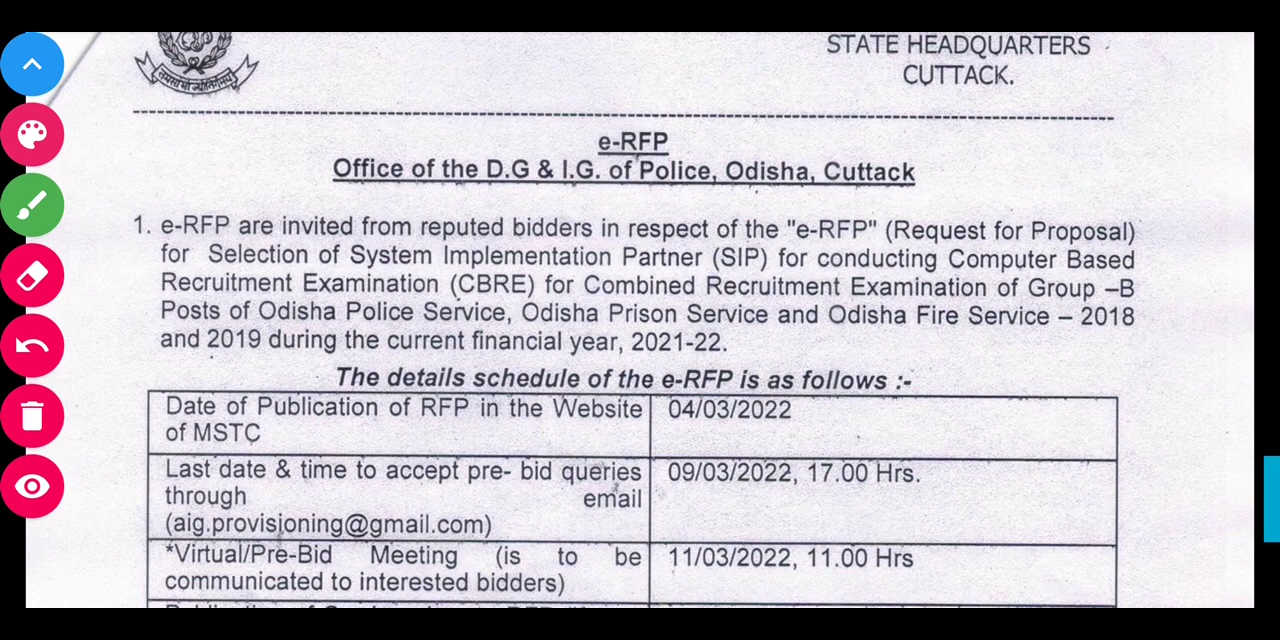 STATE HEADQUARTERS
CUTTACK.
e-RFP
Office of the D.G & I.G. of Police, Odisha, Cuttack
1. e-RFP are invited from reputed bidders in respect of the "e-RFP" (Request for Proposal)
for Selection of System Implementation Partner (SIP) for conducting Computer Based
Recruitment Examination (CBRE) for Combined Recruitment Examination of Group –B
Posts of Odisha Police Service, Odisha Prison Service and Odisha Fire Service – 2018
and 2019 during the current financial year, 2021-22.
The details schedule of the e-RFP is as follows :-
Date of Publication of RFP in the Website
of MSTC
04/03/2022
Last date & time to accept pre- bid queries
through email
(aig.provisioning@gmail.com)
09/03/2022, 17.00 Hrs.
*Virtual/Pre-Bid Meeting (is to be
communicated to interested bidders)
11/03/2022, 11.00 Hrs